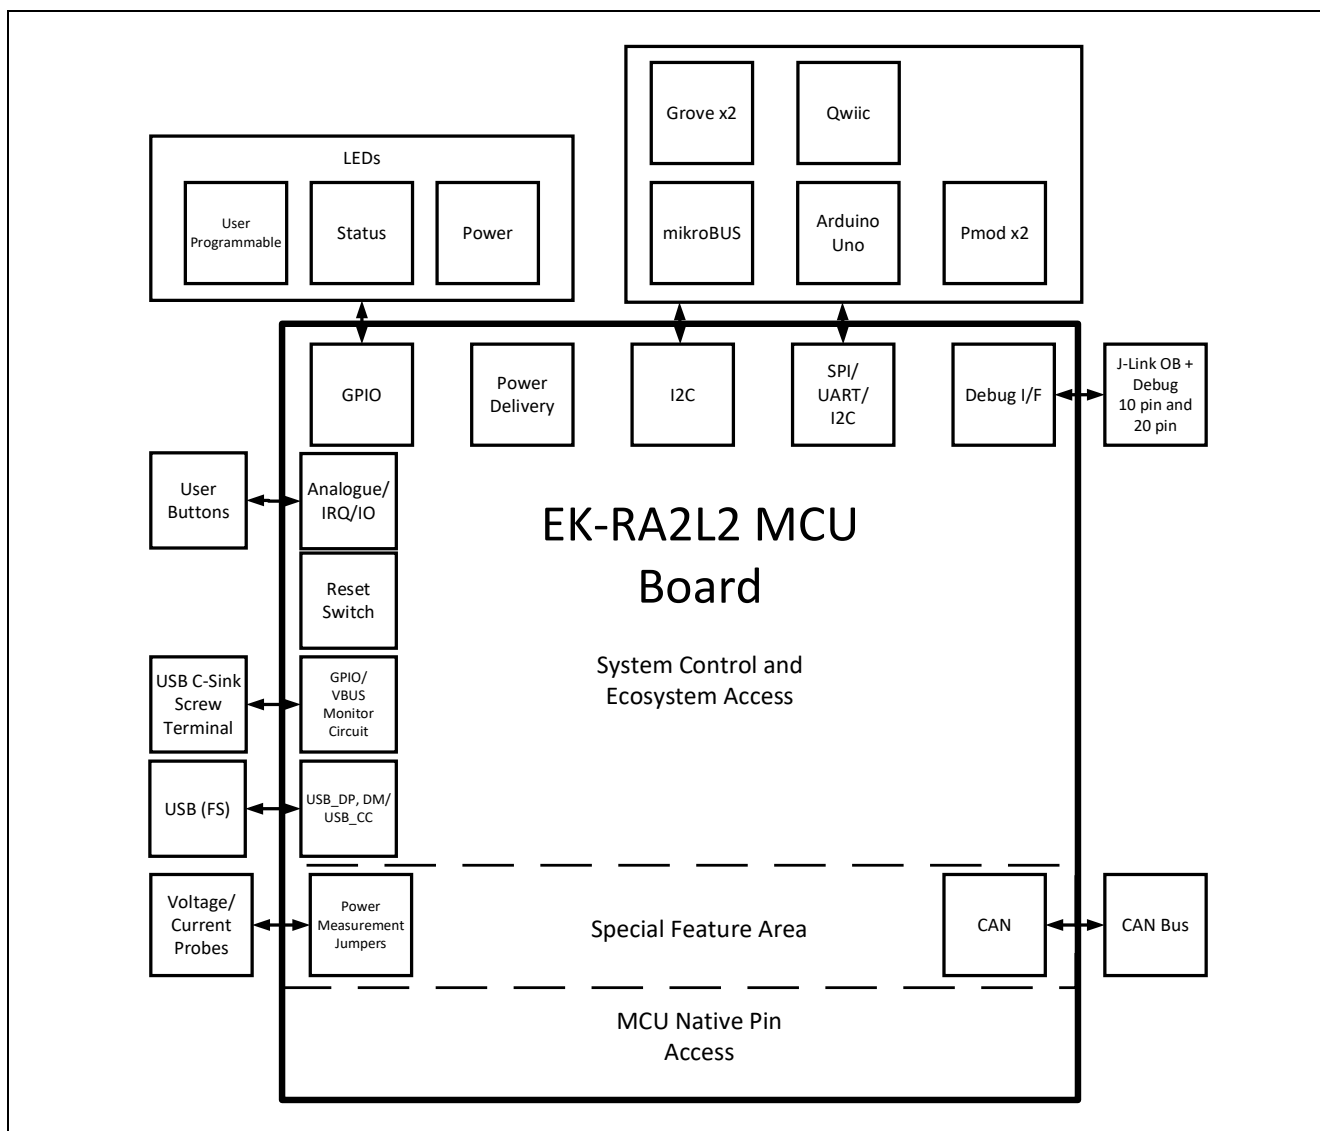 Grove x2
Qwiic
LEDs
User
Programmable
Status
Power
mikroBUS
Arduino
Uno
Pmod x2
GPIO
Power
Delivery
I2C
SPI/
UART/
I2C
Debug I/F
J-Link OB +
Debug
10 pin and
20 pin
User
Buttons
Analogue/
IRQ/IO
EK-RA2L2 MCU
Board
Reset
Switch
System Control and
Ecosystem Access
USB C-Sink
Screw
Terminal
GPIO/
VBUS
Monitor
Circuit
USB (FS)
USB_DP, DM/
USB_CC
Voltage/
Current
Probes
Power
Measurement
Jumpers
Special Feature Area
CAN
CAN Bus
MCU Native Pin
Access